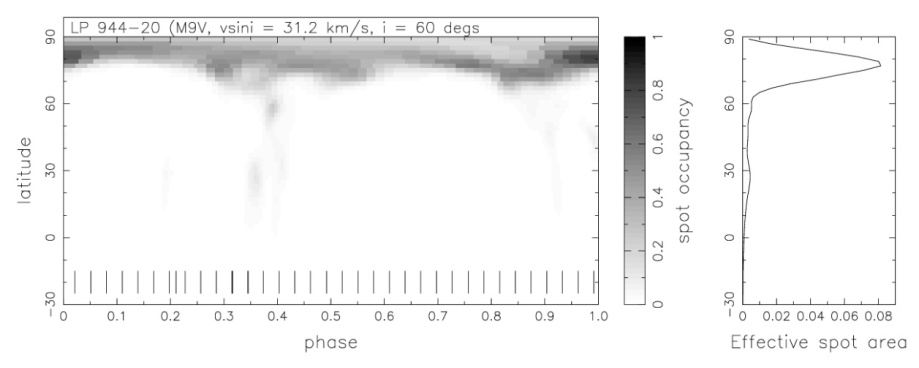 LP 944-20 (M9V, vsini = 31.2 km/s, i = 60 degs
latitude
90
60
30
0
-30
0 0.1 0.2 0.3 0.4 0.5 0.6 0.7 0.8 0.9 1.0
phase
1
0.8
0.6
0.4
0.2
0
spot occupancy
90
60
30
0
-30
0 0.02 0.04 0.06 0.08
Effective spot area